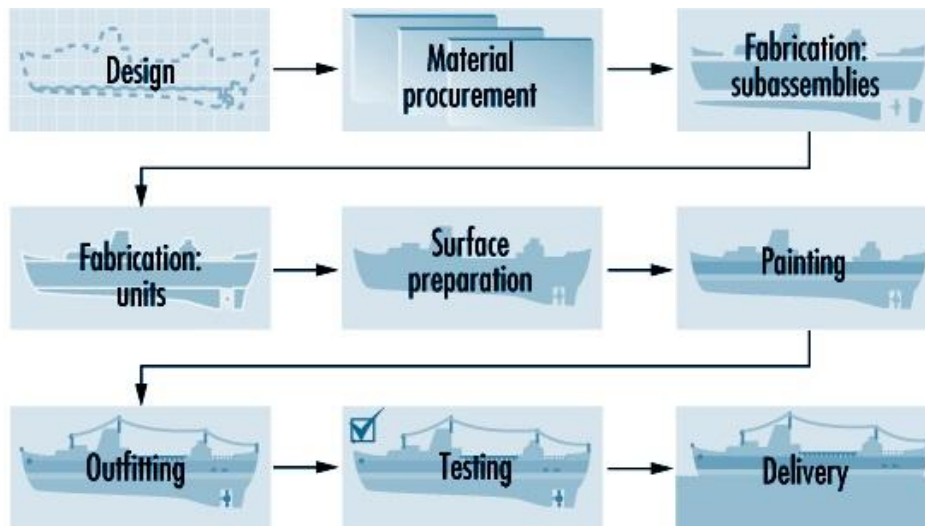 Design
Material
procurement
Fabrication:
subassemblies
Fabrication:
units
Surface
preparation
Painting
Outfitting
Testing
Delivery